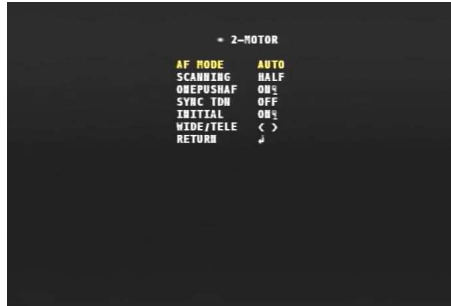 * 2-MOTOR
AF MODE AUTO
SCANNING HALF
ONEPUSHAF ON↲
SYNC TDN OFF
INITIAL ON↲
WIDE/TELE < >
RETURN ↲